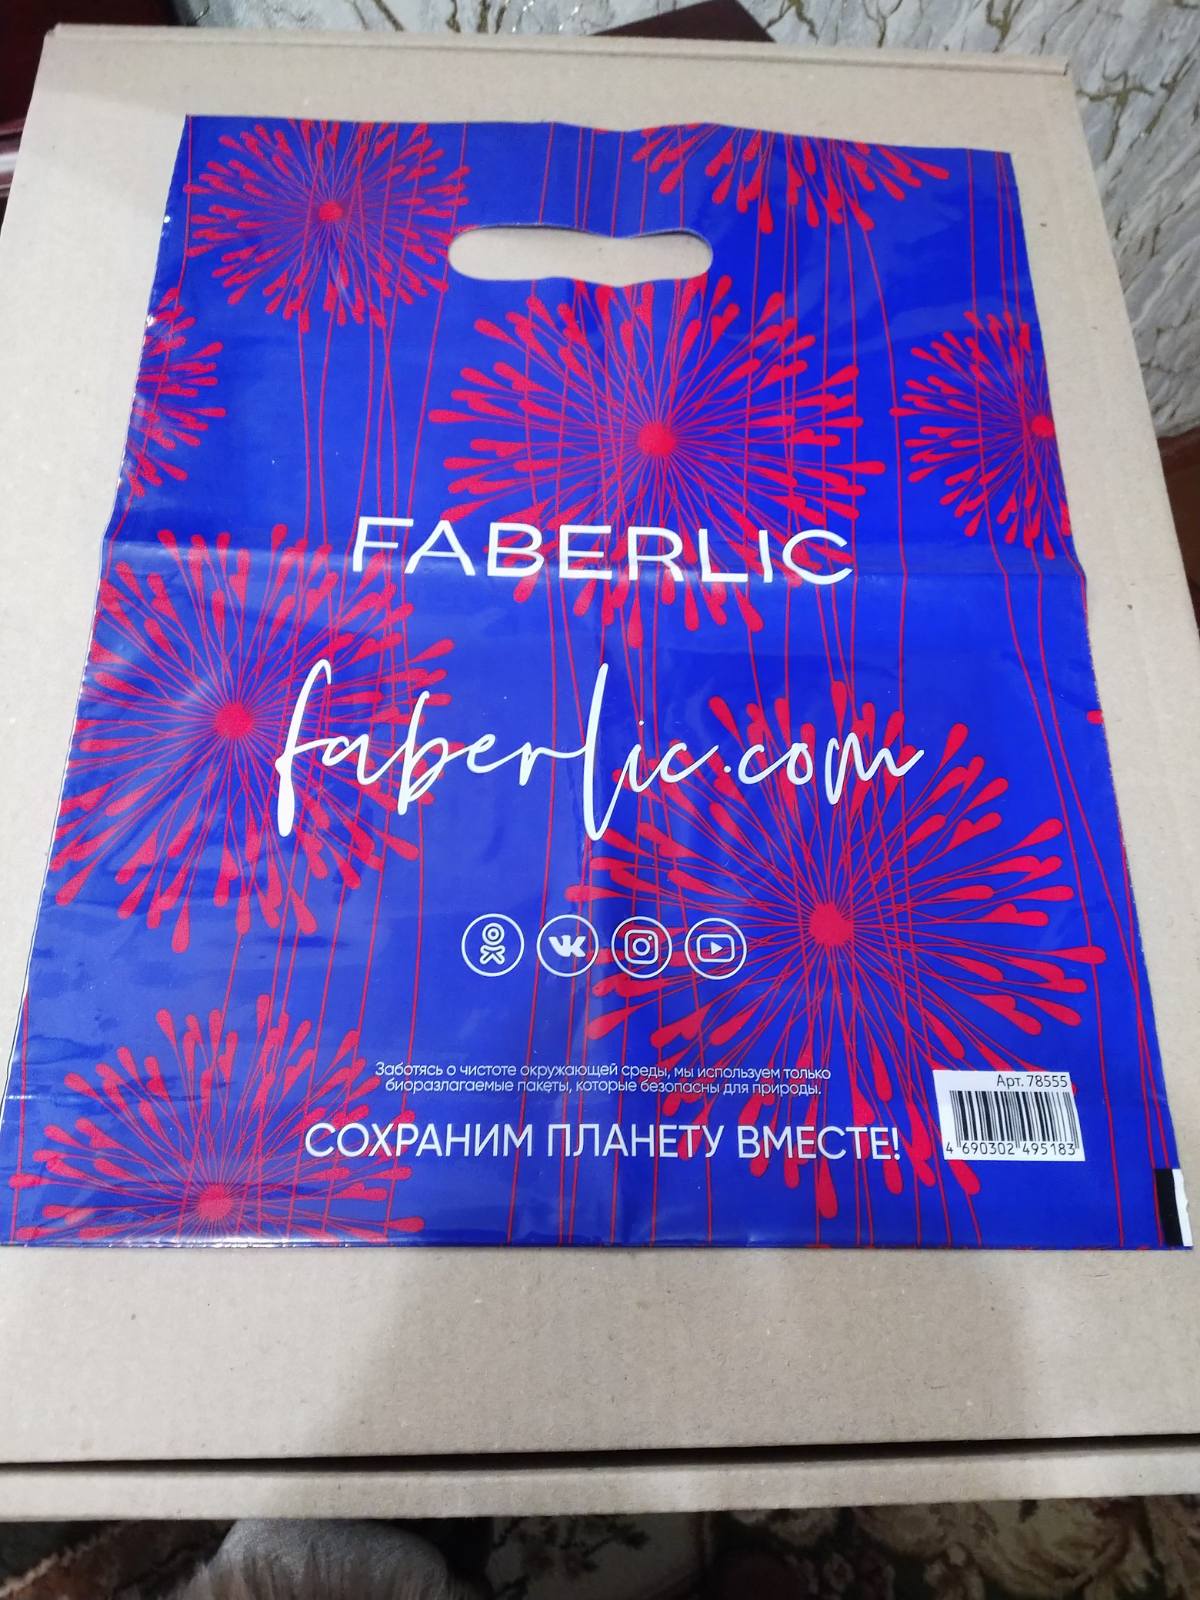 FABERLIC
faberlic.com
Заботясь о чистоте окружающей среды, мы используем только
биоразлагаемые пакеты, которые безопасны для природы.
СОХРАНИМ ПЛАНЕТУ ВМЕСТЕ!
Арт. 78555
4 690302 495183